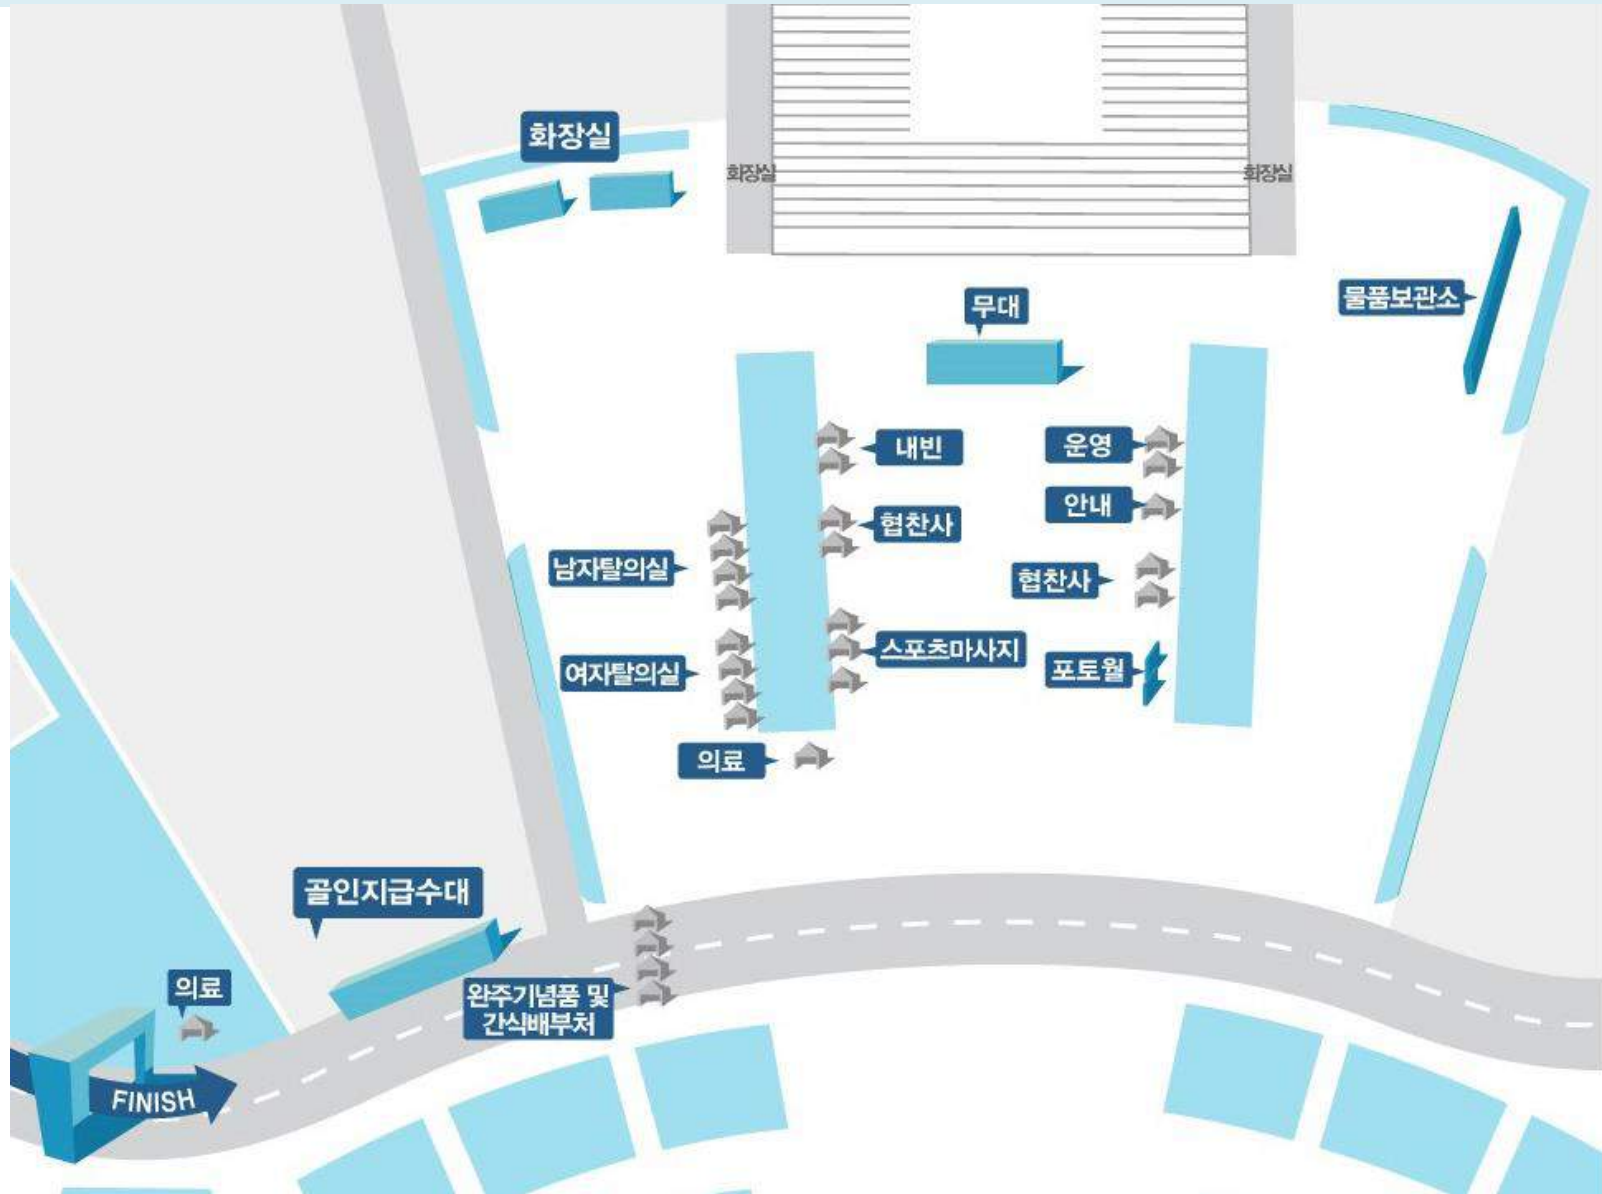 화장실
화장실
화장실
물품보관소
무대
내빈
운영
안내
협찬사
남자탈의실
협찬사
스포츠마사지
여자탈의실
포토월
의료
골인지급수대
의료
완주기념품 및
간식배부처
FINISH